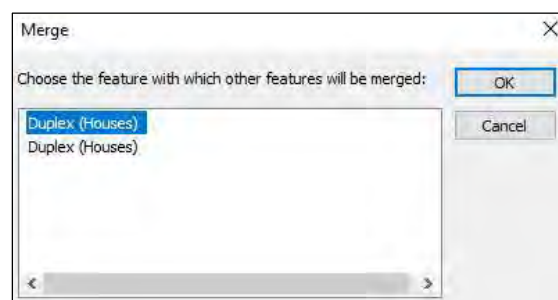 Merge
Choose the feature with which other features will be merged:
OK
Duplex (Houses)
Cancel
Duplex (Houses)